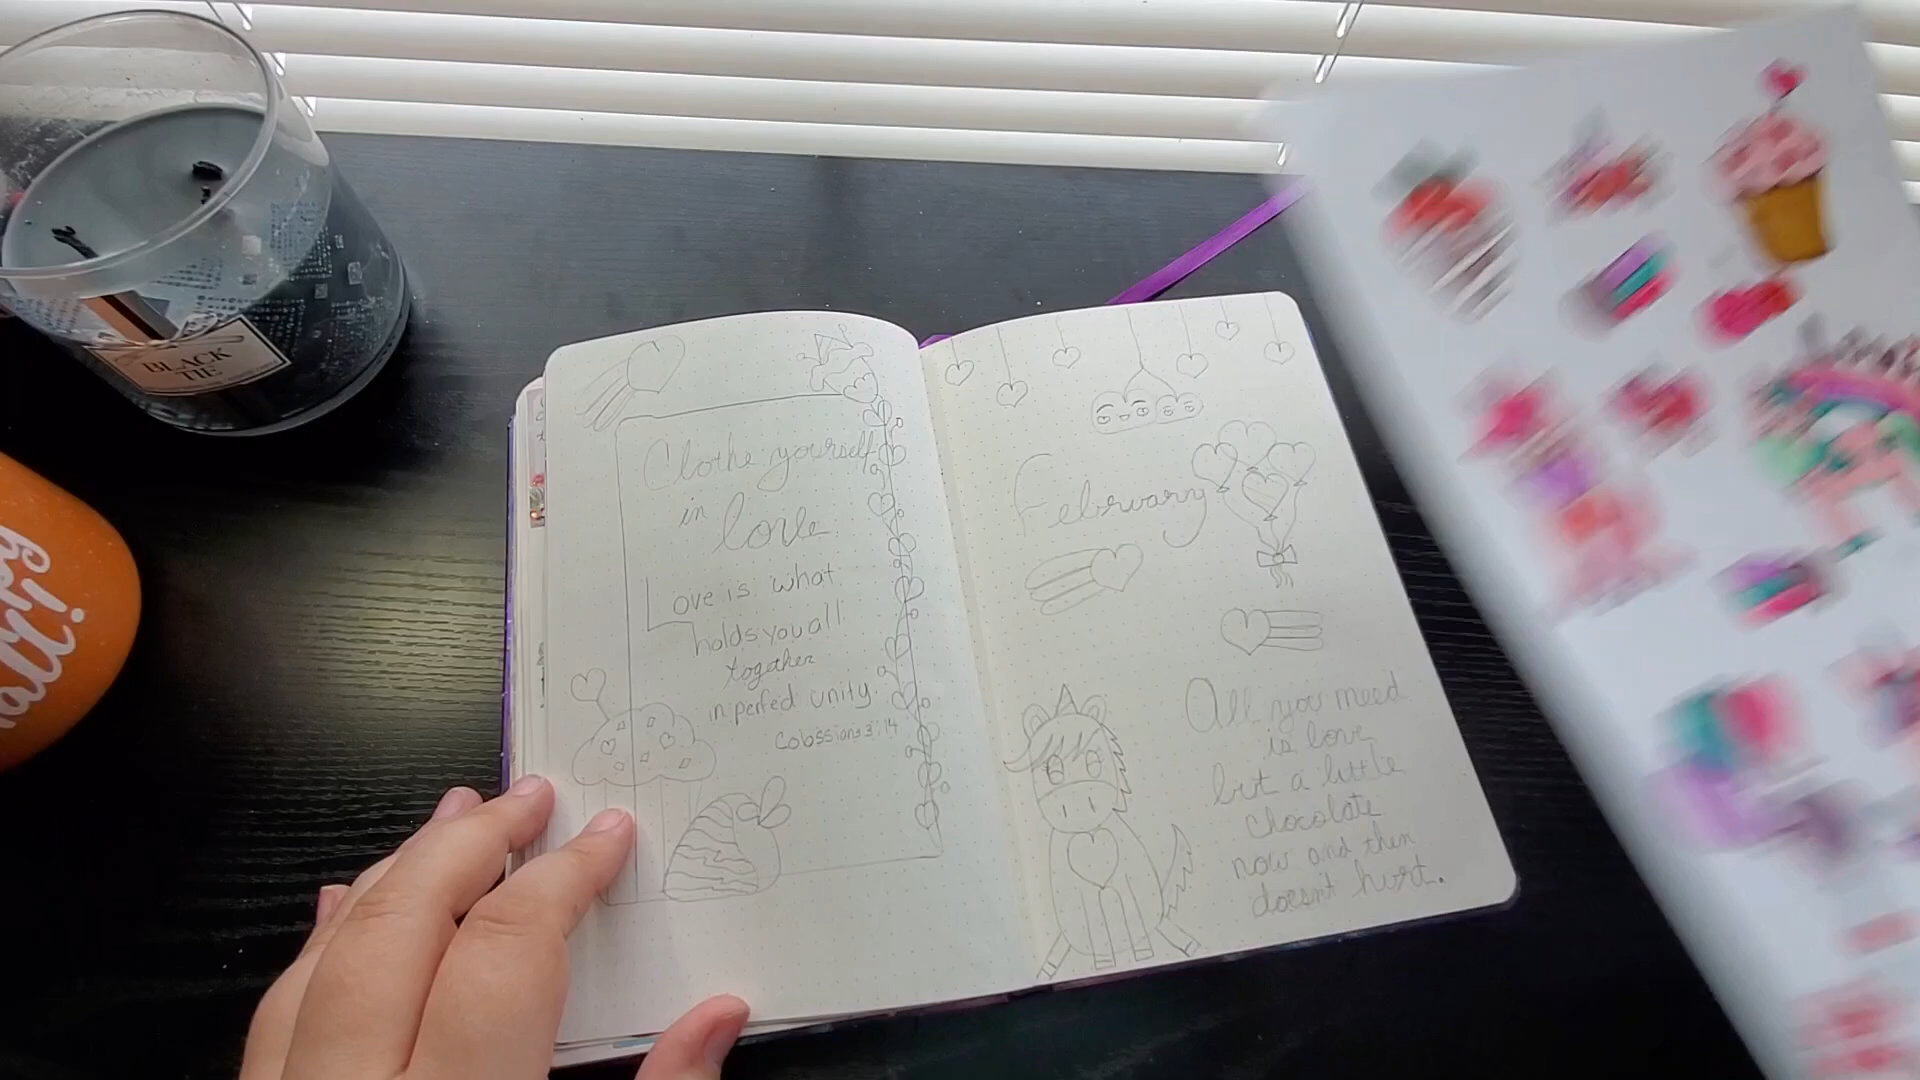 BLACK
TIE
Clothe yourself
in
love
Love is what
holds you all
together
in perfed unity
Colossians 3:14
February
All you need
is love
but a little
chocolate
now and then
doesn't hurt.